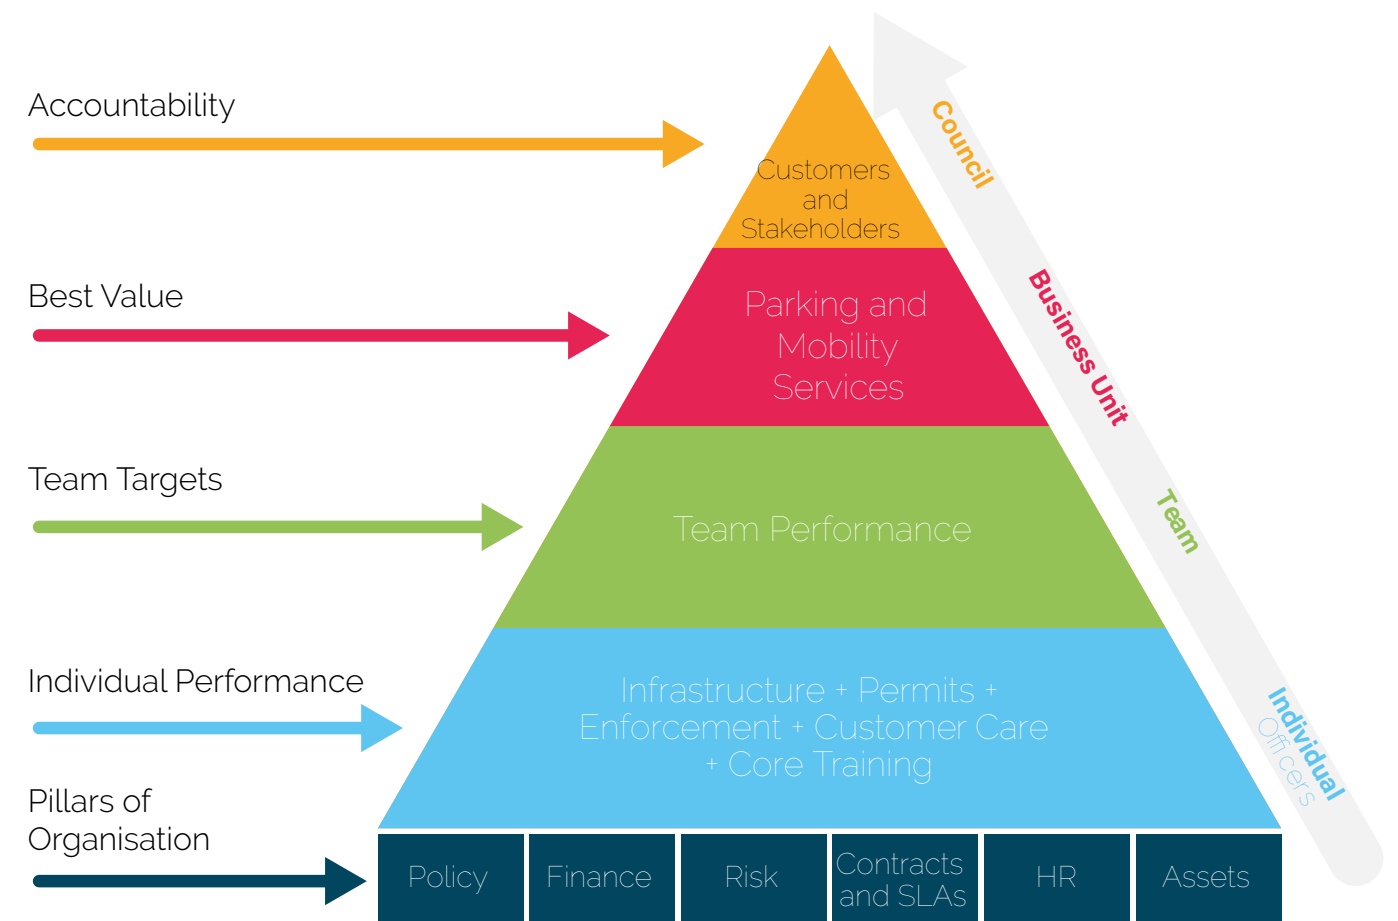 Accountability
Customers
and
Stakeholders
Council
Best Value
Parking and
Mobility
Services
Business Unit
Team Targets
Team Performance
Team
Individual Performance
Infrastructure + Permits +
Enforcement + Customer Care
+ Core Training
Individual
Officers
Pillars of
Organisation
Policy
Finance
Risk
Contracts
and SLAs
HR
Assets